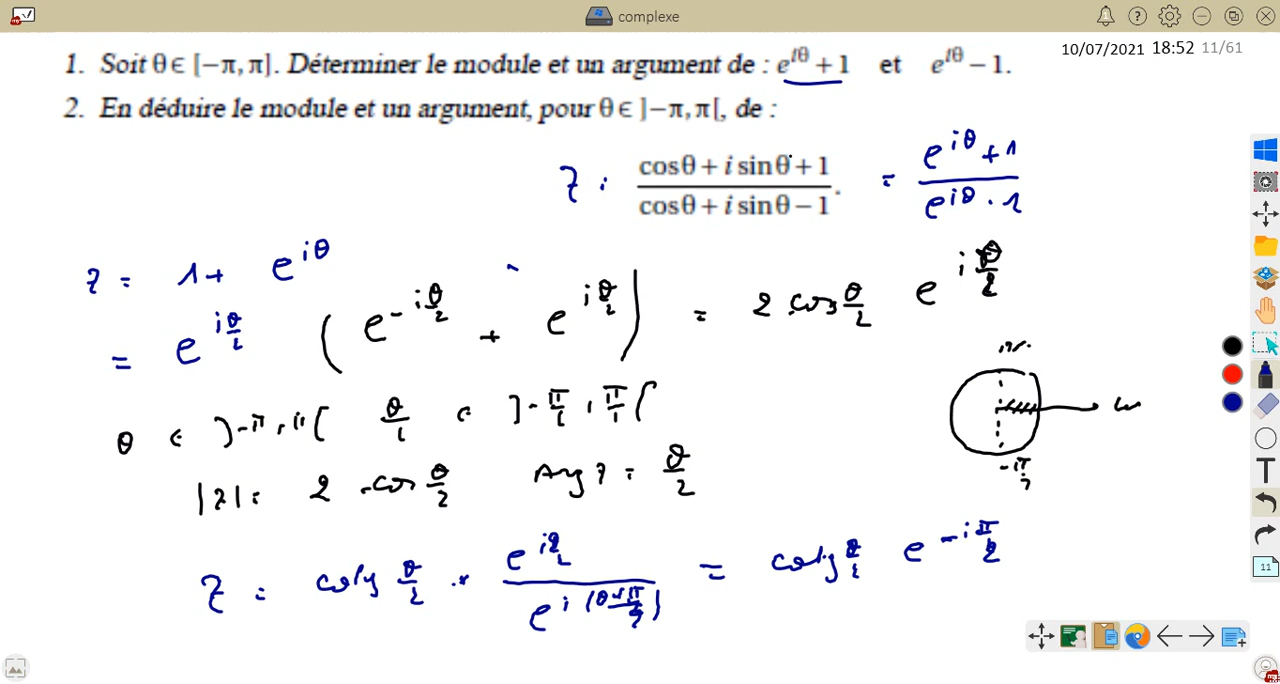 complexe
10/07/2021 18:52 11/61
1. Soit θ ∈ [−π, π]. Déterminer le module et un argument de : e^{iθ} + 1 et e^{iθ} − 1.
2. En déduire le module et un argument, pour θ ∈ ]−π, π[, de :
Z : (cosθ + i sinθ + 1) / (cosθ + i sinθ − 1). = (e^{iθ} + 1) / (e^{iθ} - 1)
z = 1 + e^{iθ}
= e^{iθ/2} ( e^{-iθ/2} + e^{iθ/2} ) = 2 cos θ/2 e^{iθ/2}
θ ∈ ]-π, π[ θ/2 ∈ ]-π/2, π/2[
-π/2
|z| = 2 cos θ/2 Arg z = θ/2
Z = cotg θ/2 × e^{iθ/2} / e^{i(θ+π/2)} = cotg θ/2 e^{-iπ/2}
T
11